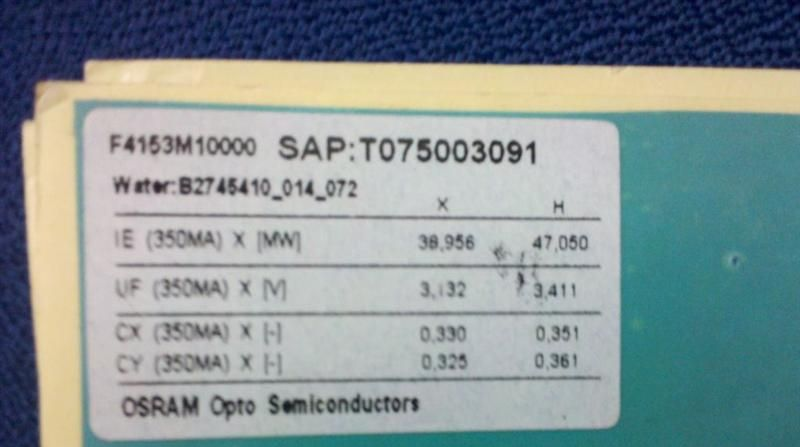 F4153M10000 SAP:T075003091
Water:B2745410_014_072
X H
IE (350MA) X [MW] 38,956 47,050
UF (350MA) X [V] 3,132 3,411
CX (350MA) X [-] 0,330 0,351
CY (350MA) X [-] 0,325 0,361
OSRAM Opto Semiconductors